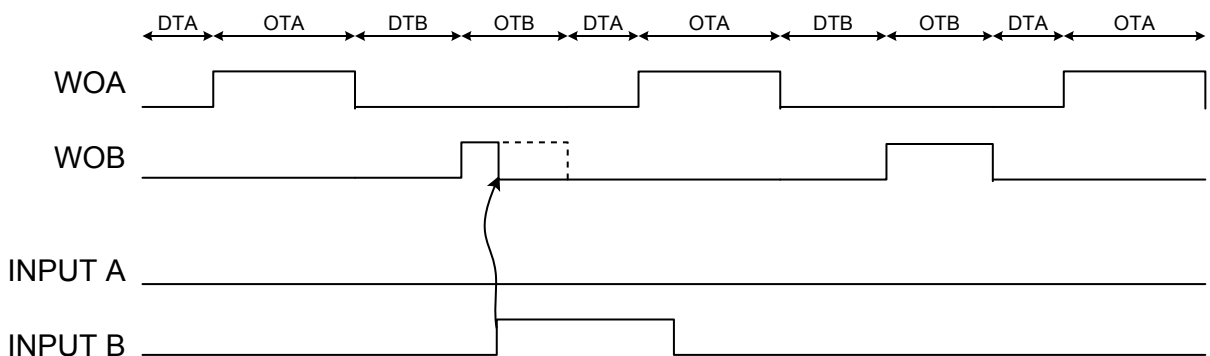 DTA OTA DTB OTB DTA OTA DTB OTB DTA OTA
WOA
WOB
INPUT A
INPUT B